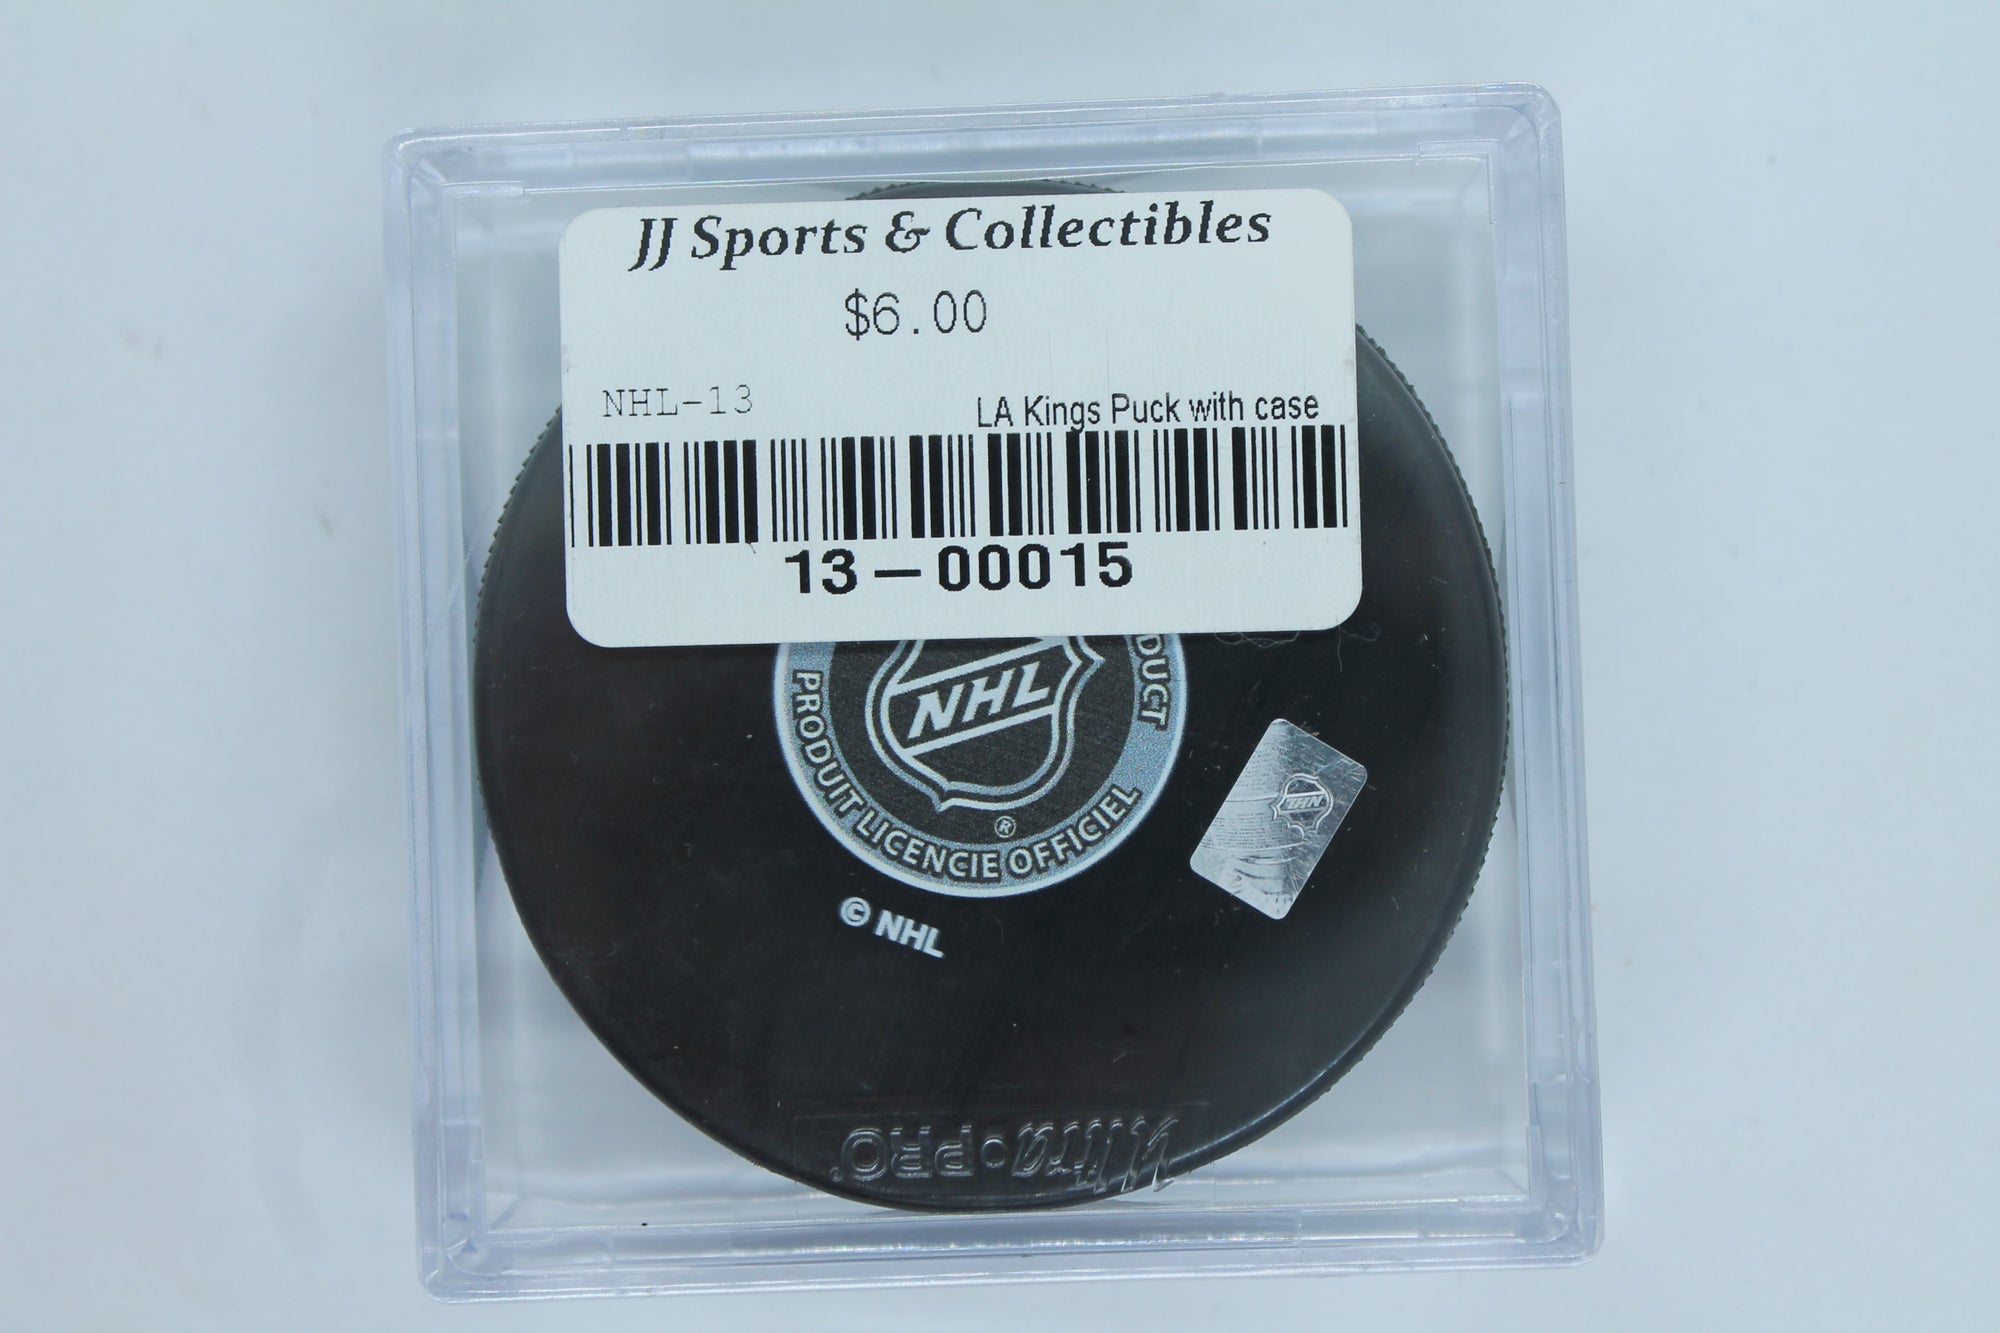 JJ Sports & Collectibles
$6.00
NHL-13
LA Kings Puck with case
13-00015
NHL
®
PRODUIT LICENCIE OFFICIEL
© NHL
NHL
Ultra•PRO